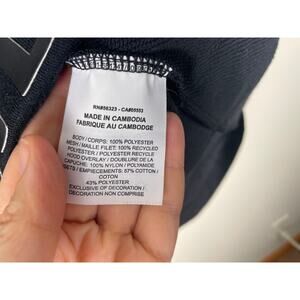 RN#56323 - CA#05553
MADE IN CAMBODIA
FABRIQUE AU CAMBODGE
BODY / CORPS: 100% POLYESTER
MESH / MAILLE FILET: 100% RECYCLED
POLYESTER / POLYESTER RECYCLE
HOOD OVERLAY / DOUBLURE DE LA
CAPUCHE: 100% NYLON / INSETS /
EMPIECEMENTS: 57% COTTON /
COTON
43% POLYESTER
EXCLUSIVE OF DECORATION /
DECORATION NON COMPRISE